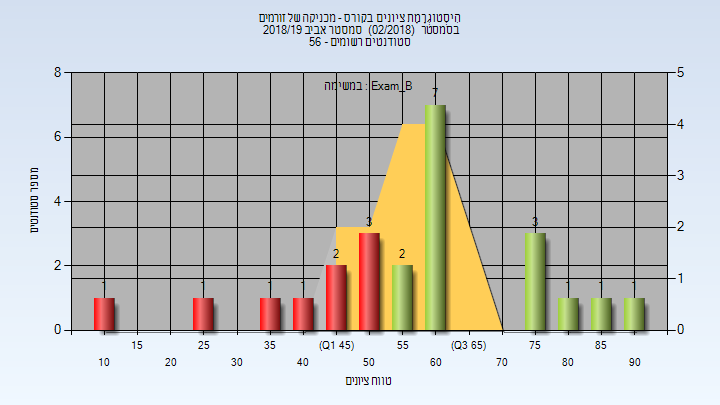 היסטוגרמת ציונים בקורס - מכניקה של זורמים
בסמסטר (02/2018) סמסטר אביב 2018/19
סטודנטים רשומים - 56
במשימה : Exam_B
8 6 4 2 0
מספר סטודנטים
5 4 3 2 1 0
1 1 1 1 2 3 2 7 3 1 1 1
15 25 35 (Q1 45) 55 (Q3 65) 75 85
10 20 30 40 50 60 70 80 90
טווח ציונים